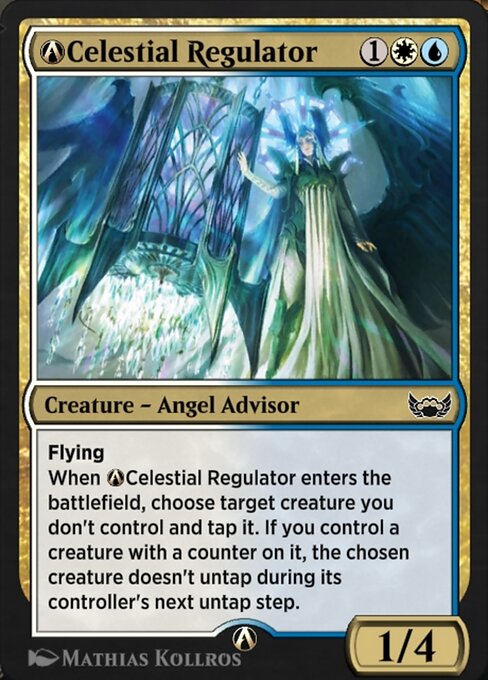 Celestial Regulator 1
Creature – Angel Advisor
Flying
When Celestial Regulator enters the
battlefield, choose target creature you
don't control and tap it. If you control a
creature with a counter on it, the chosen
creature doesn't untap during its
controller's next untap step.
1/4
Mathias Kollros